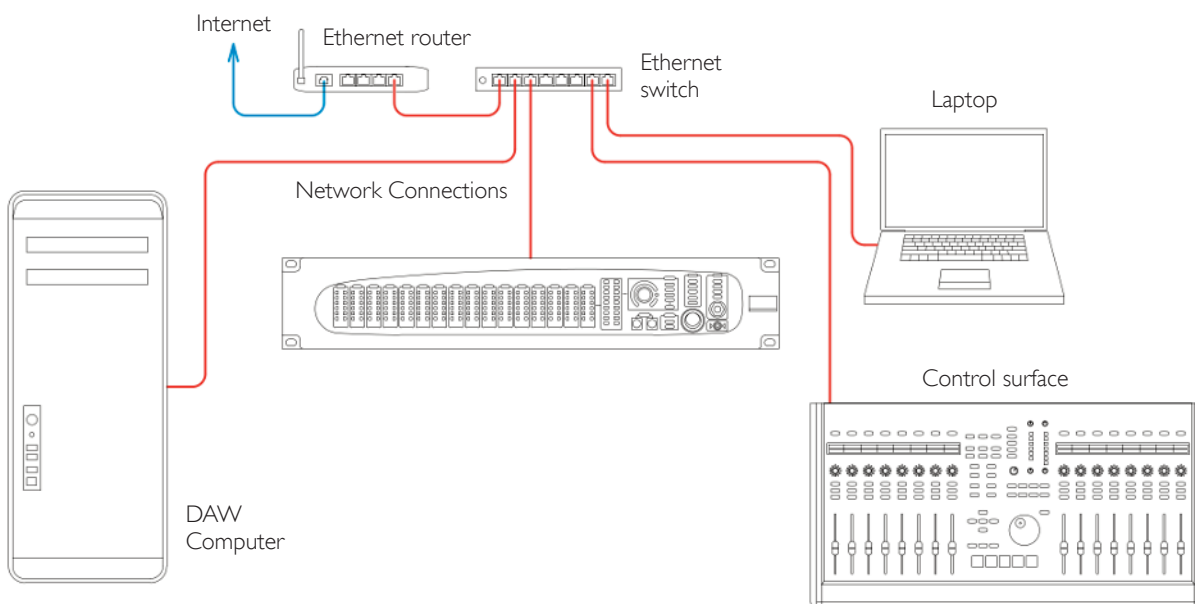 Internet
Ethernet router
Ethernet
switch
Laptop
Network Connections
Control surface
DAW
Computer